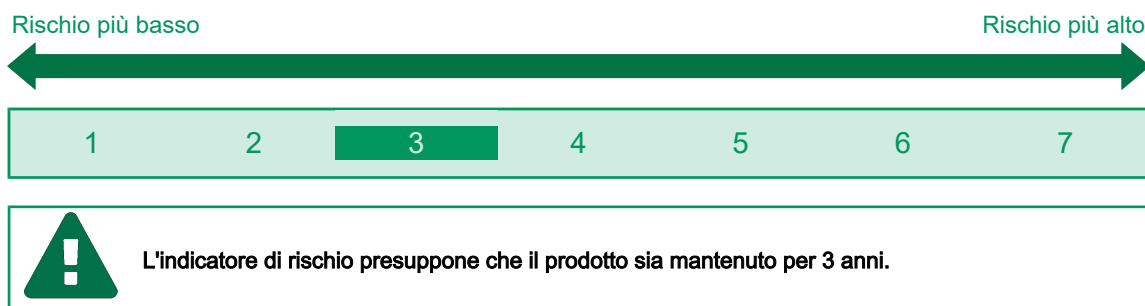 Rischio più basso Rischio più alto
1 2 3 4 5 6 7
L'indicatore di rischio presuppone che il prodotto sia mantenuto per 3 anni.